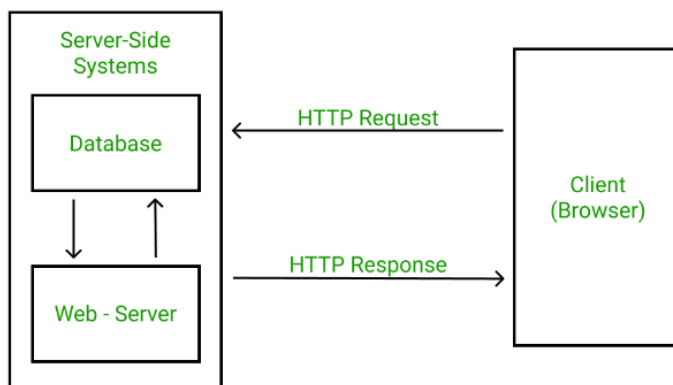 Server-Side
Systems
Database
Web - Server
HTTP Request
HTTP Response
Client
(Browser)